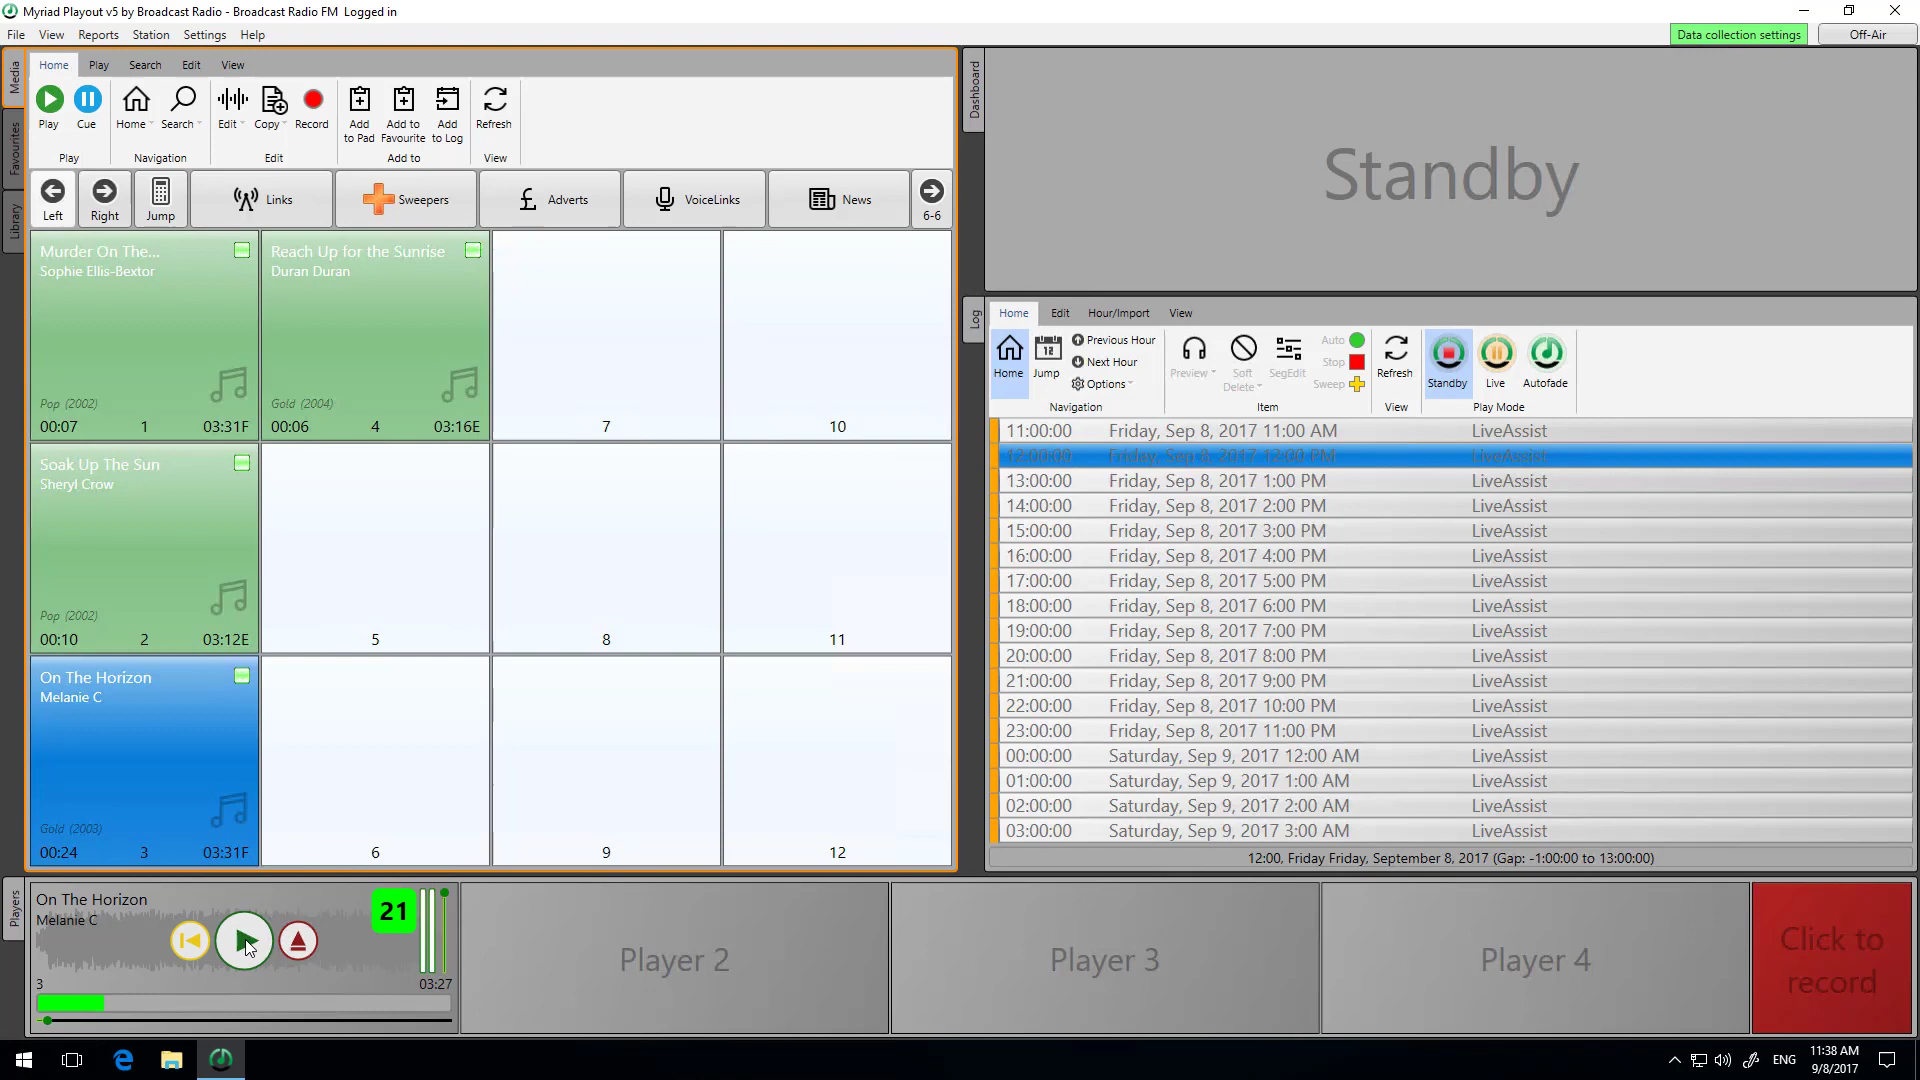 Myriad Playout v5 by Broadcast Radio - Broadcast Radio FM  Logged in
File View Reports Station Settings Help
Data collection settings Off-Air
Media
Favourites
Library
Home Play Search Edit View
Play Cue Home Search Edit Copy Record Add to Pad Add to Favourite Add to Log Refresh
Play Navigation Edit Add to View
Left Right Jump Links Sweepers Adverts VoiceLinks News 6-6
Murder On The...
Sophie Ellis-Bextor
Pop (2002)
00:07 1 03:31F
Reach Up for the Sunrise
Duran Duran
Gold (2004)
00:06 4 03:16E
7
10
Soak Up The Sun
Sheryl Crow
Pop (2002)
00:10 2 03:12E
5
8
11
On The Horizon
Melanie C
Gold (2003)
00:24 3 03:31F
6
9
12
Dashboard
Standby
Log
Home Edit Hour/Import View
Home Jump
Previous Hour
Next Hour
Options
Preview Soft Delete SegEdit
Auto
Stop
Sweep
Refresh
Standby Live Autofade
Navigation Item View Play Mode
11:00:00 Friday, Sep 8, 2017 11:00 AM LiveAssist
12:00:00 Friday, Sep 8, 2017 12:00 PM LiveAssist
13:00:00 Friday, Sep 8, 2017 1:00 PM LiveAssist
14:00:00 Friday, Sep 8, 2017 2:00 PM LiveAssist
15:00:00 Friday, Sep 8, 2017 3:00 PM LiveAssist
16:00:00 Friday, Sep 8, 2017 4:00 PM LiveAssist
17:00:00 Friday, Sep 8, 2017 5:00 PM LiveAssist
18:00:00 Friday, Sep 8, 2017 6:00 PM LiveAssist
19:00:00 Friday, Sep 8, 2017 7:00 PM LiveAssist
20:00:00 Friday, Sep 8, 2017 8:00 PM LiveAssist
21:00:00 Friday, Sep 8, 2017 9:00 PM LiveAssist
22:00:00 Friday, Sep 8, 2017 10:00 PM LiveAssist
23:00:00 Friday, Sep 8, 2017 11:00 PM LiveAssist
00:00:00 Saturday, Sep 9, 2017 12:00 AM LiveAssist
01:00:00 Saturday, Sep 9, 2017 1:00 AM LiveAssist
02:00:00 Saturday, Sep 9, 2017 2:00 AM LiveAssist
03:00:00 Saturday, Sep 9, 2017 3:00 AM LiveAssist
12:00, Friday Friday, September 8, 2017 (Gap: -1:00:00 to 13:00:00)
Players
On The Horizon
Melanie C
21
3 03:27
Player 2
Player 3
Player 4
Click to
record
ENG
11:38 AM
9/8/2017